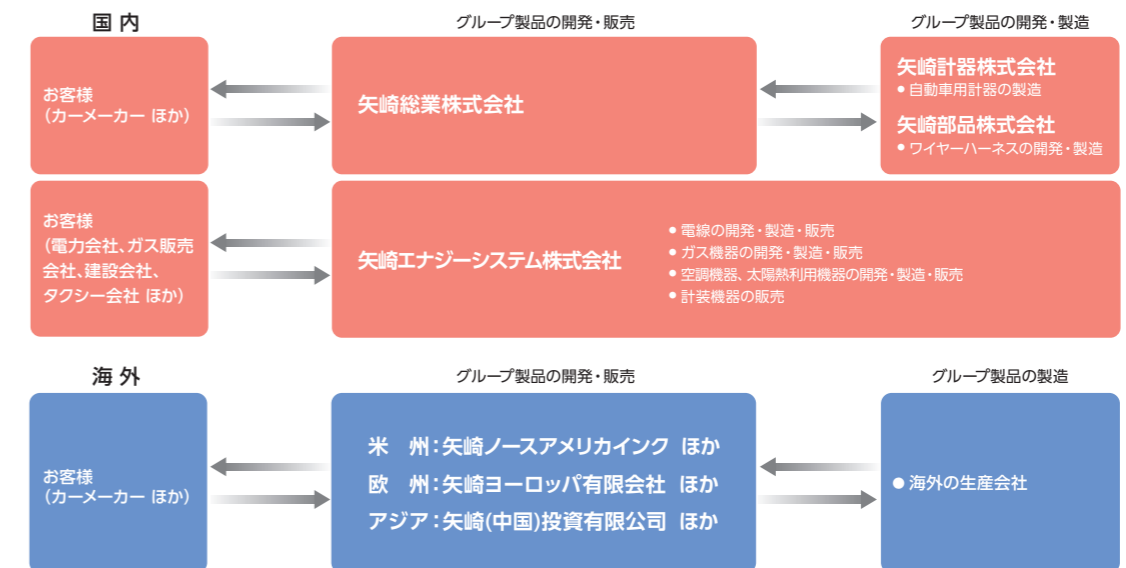 国 内
グループ製品の開発・販売
グループ製品の開発・製造
お客様
(カーメーカー ほか)
矢崎総業株式会社
矢崎計器株式会社
● 自動車用計器の製造
矢崎部品株式会社
● ワイヤーハーネスの開発・製造
お客様
(電力会社、ガス販売
会社、建設会社、
タクシー会社 ほか)
矢崎エナジーシステム株式会社
● 電線の開発・製造・販売
● ガス機器の開発・製造・販売
● 空調機器、太陽熱利用機器の開発・製造・販売
● 計装機器の販売
海 外
グループ製品の開発・販売
グループ製品の製造
お客様
(カーメーカー ほか)
米 州:矢崎ノースアメリカインク ほか
欧 州:矢崎ヨーロッパ有限会社 ほか
アジア:矢崎(中国)投資有限公司 ほか
● 海外の生産会社